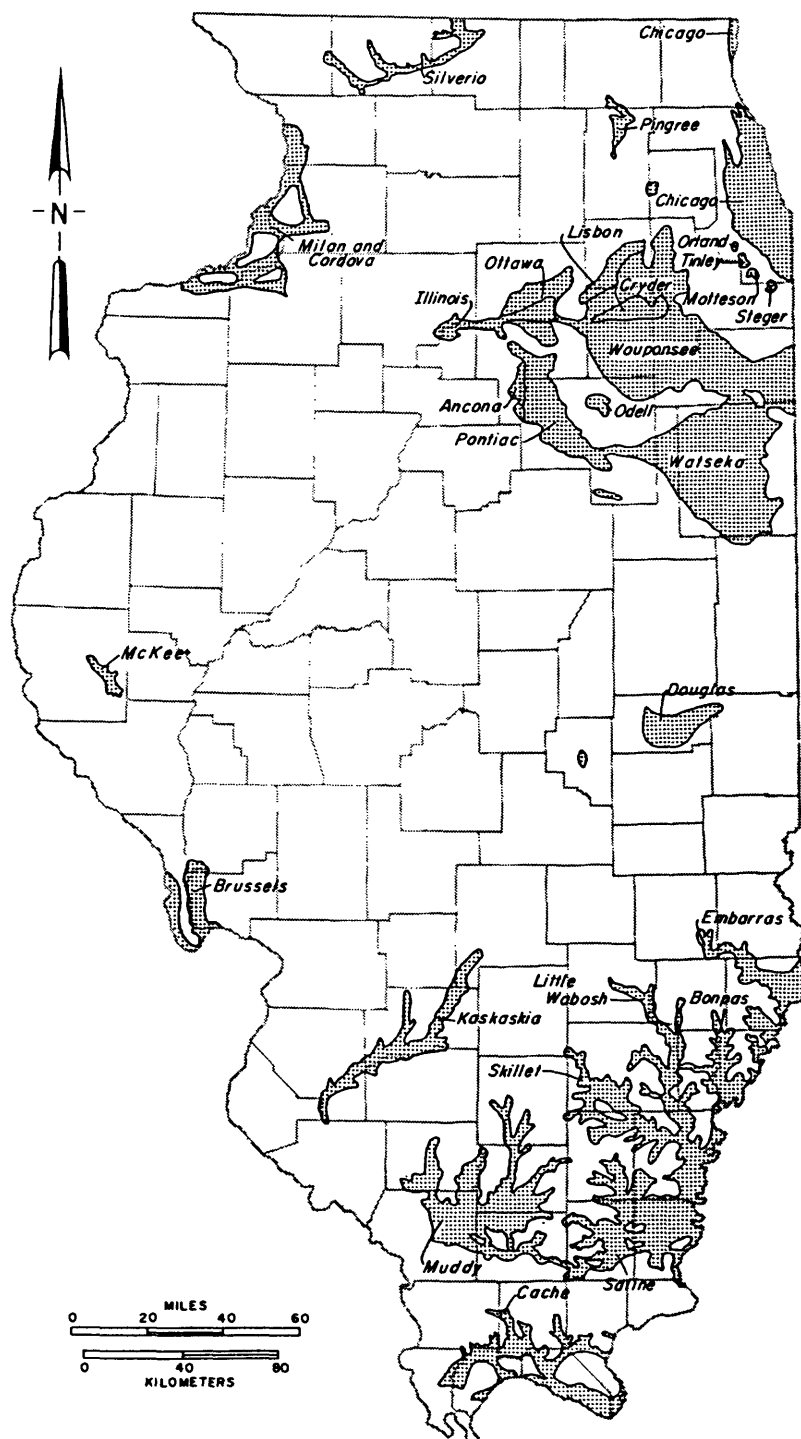 Chicago
Silverio
Pingree
N
Chicago
Lisbon
Orland
Tinley
Milan and
Cordova
Ottawa
Cryder
Matteson
Steger
Illinois
Wauponsee
Ancona
Odell
Pontiac
Watseka
McKee
Douglas
Brussels
Embarras
Little
Wabash
Bonpas
Kaskaskia
Skillet
Muddy
Saline
Cache
MILES
0 20 40 60
0 40 80
KILOMETERS